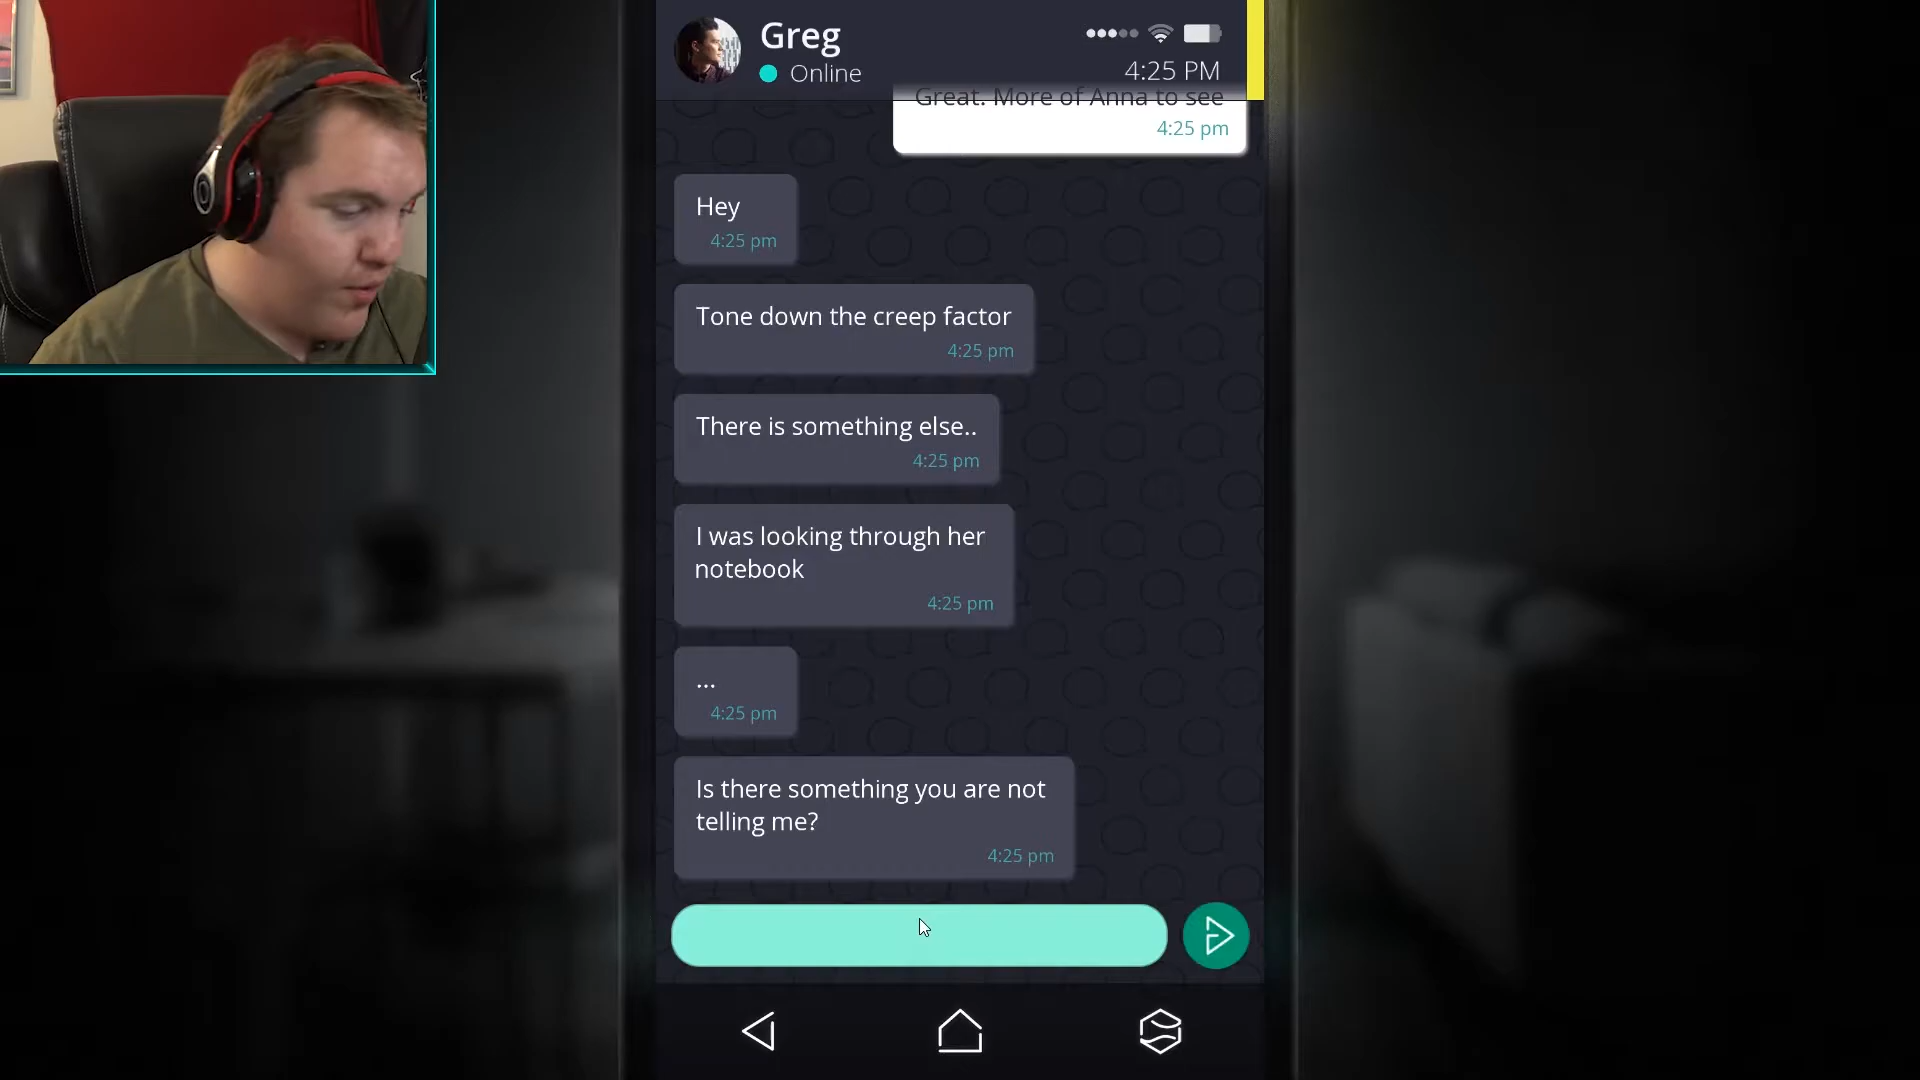 Greg
Online
4:25 PM
Great. More of Anna to see
4:25 pm
Hey
4:25 pm
Tone down the creep factor
4:25 pm
There is something else..
4:25 pm
I was looking through her
notebook
4:25 pm
...
4:25 pm
Is there something you are not
telling me?
4:25 pm